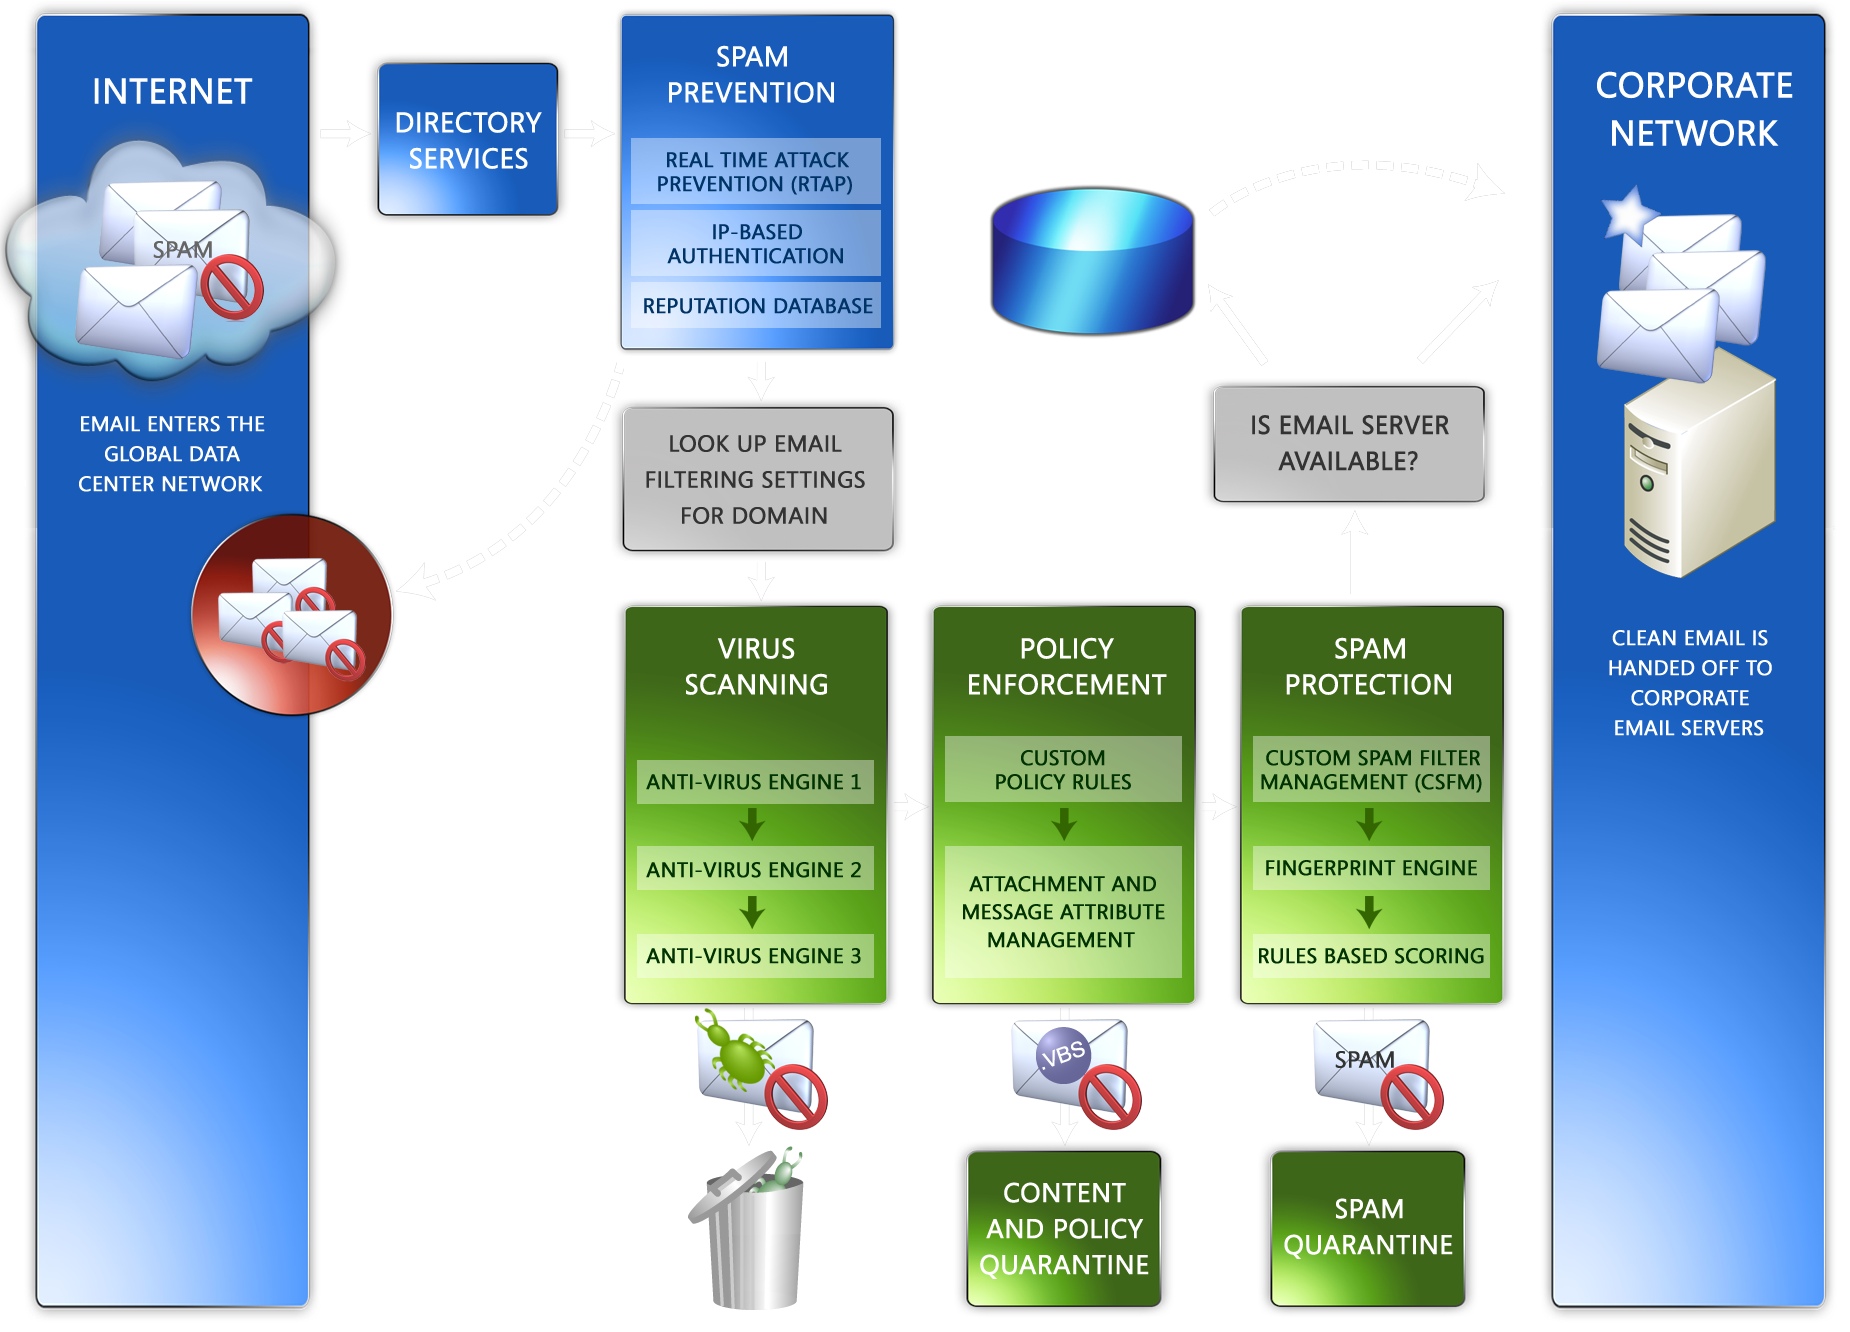 INTERNET
SPAM
EMAIL ENTERS THE
GLOBAL DATA
CENTER NETWORK
DIRECTORY
SERVICES
SPAM
PREVENTION
REAL TIME ATTACK
PREVENTION (RTAP)
IP-BASED
AUTHENTICATION
REPUTATION DATABASE
LOOK UP EMAIL
FILTERING SETTINGS
FOR DOMAIN
VIRUS
SCANNING
ANTI-VIRUS ENGINE 1
ANTI-VIRUS ENGINE 2
ANTI-VIRUS ENGINE 3
POLICY
ENFORCEMENT
CUSTOM
POLICY RULES
ATTACHMENT AND
MESSAGE ATTRIBUTE
MANAGEMENT
.VBS
CONTENT
AND POLICY
QUARANTINE
SPAM
PROTECTION
CUSTOM SPAM FILTER
MANAGEMENT (CSFM)
FINGERPRINT ENGINE
RULES BASED SCORING
SPAM
SPAM
QUARANTINE
IS EMAIL SERVER
AVAILABLE?
CORPORATE
NETWORK
CLEAN EMAIL IS
HANDED OFF TO
CORPORATE
EMAIL SERVERS